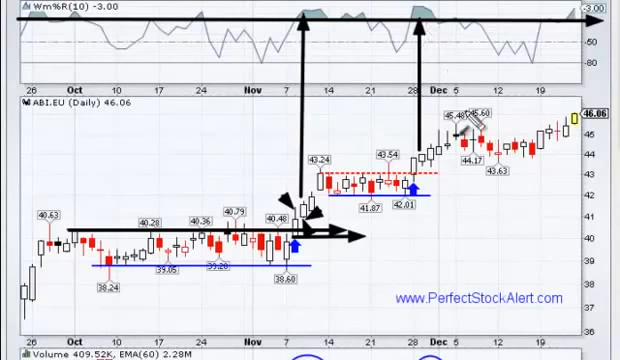 Wm%R(10) -3.00
-3.00
-50
-80
26 Oct 10 17 24 Nov 7 14 21 28 Dec 5 12 19
ABI.EU (Daily) 46.06
46.06
45.48 45.60
45
44.17
44
43.24 43.54 43.63
43
42
41.87 42.01
41
40.63 40.28 40.36 40.79 40.48
40
39.05 39.20
39
38.24 38.60
38
www.PerfectStockAlert.com
37
36
26 Oct 10 17 24 Nov 7 14 21 28 Dec 5 12 19
Volume 409.52K, EMA(60) 2.28M